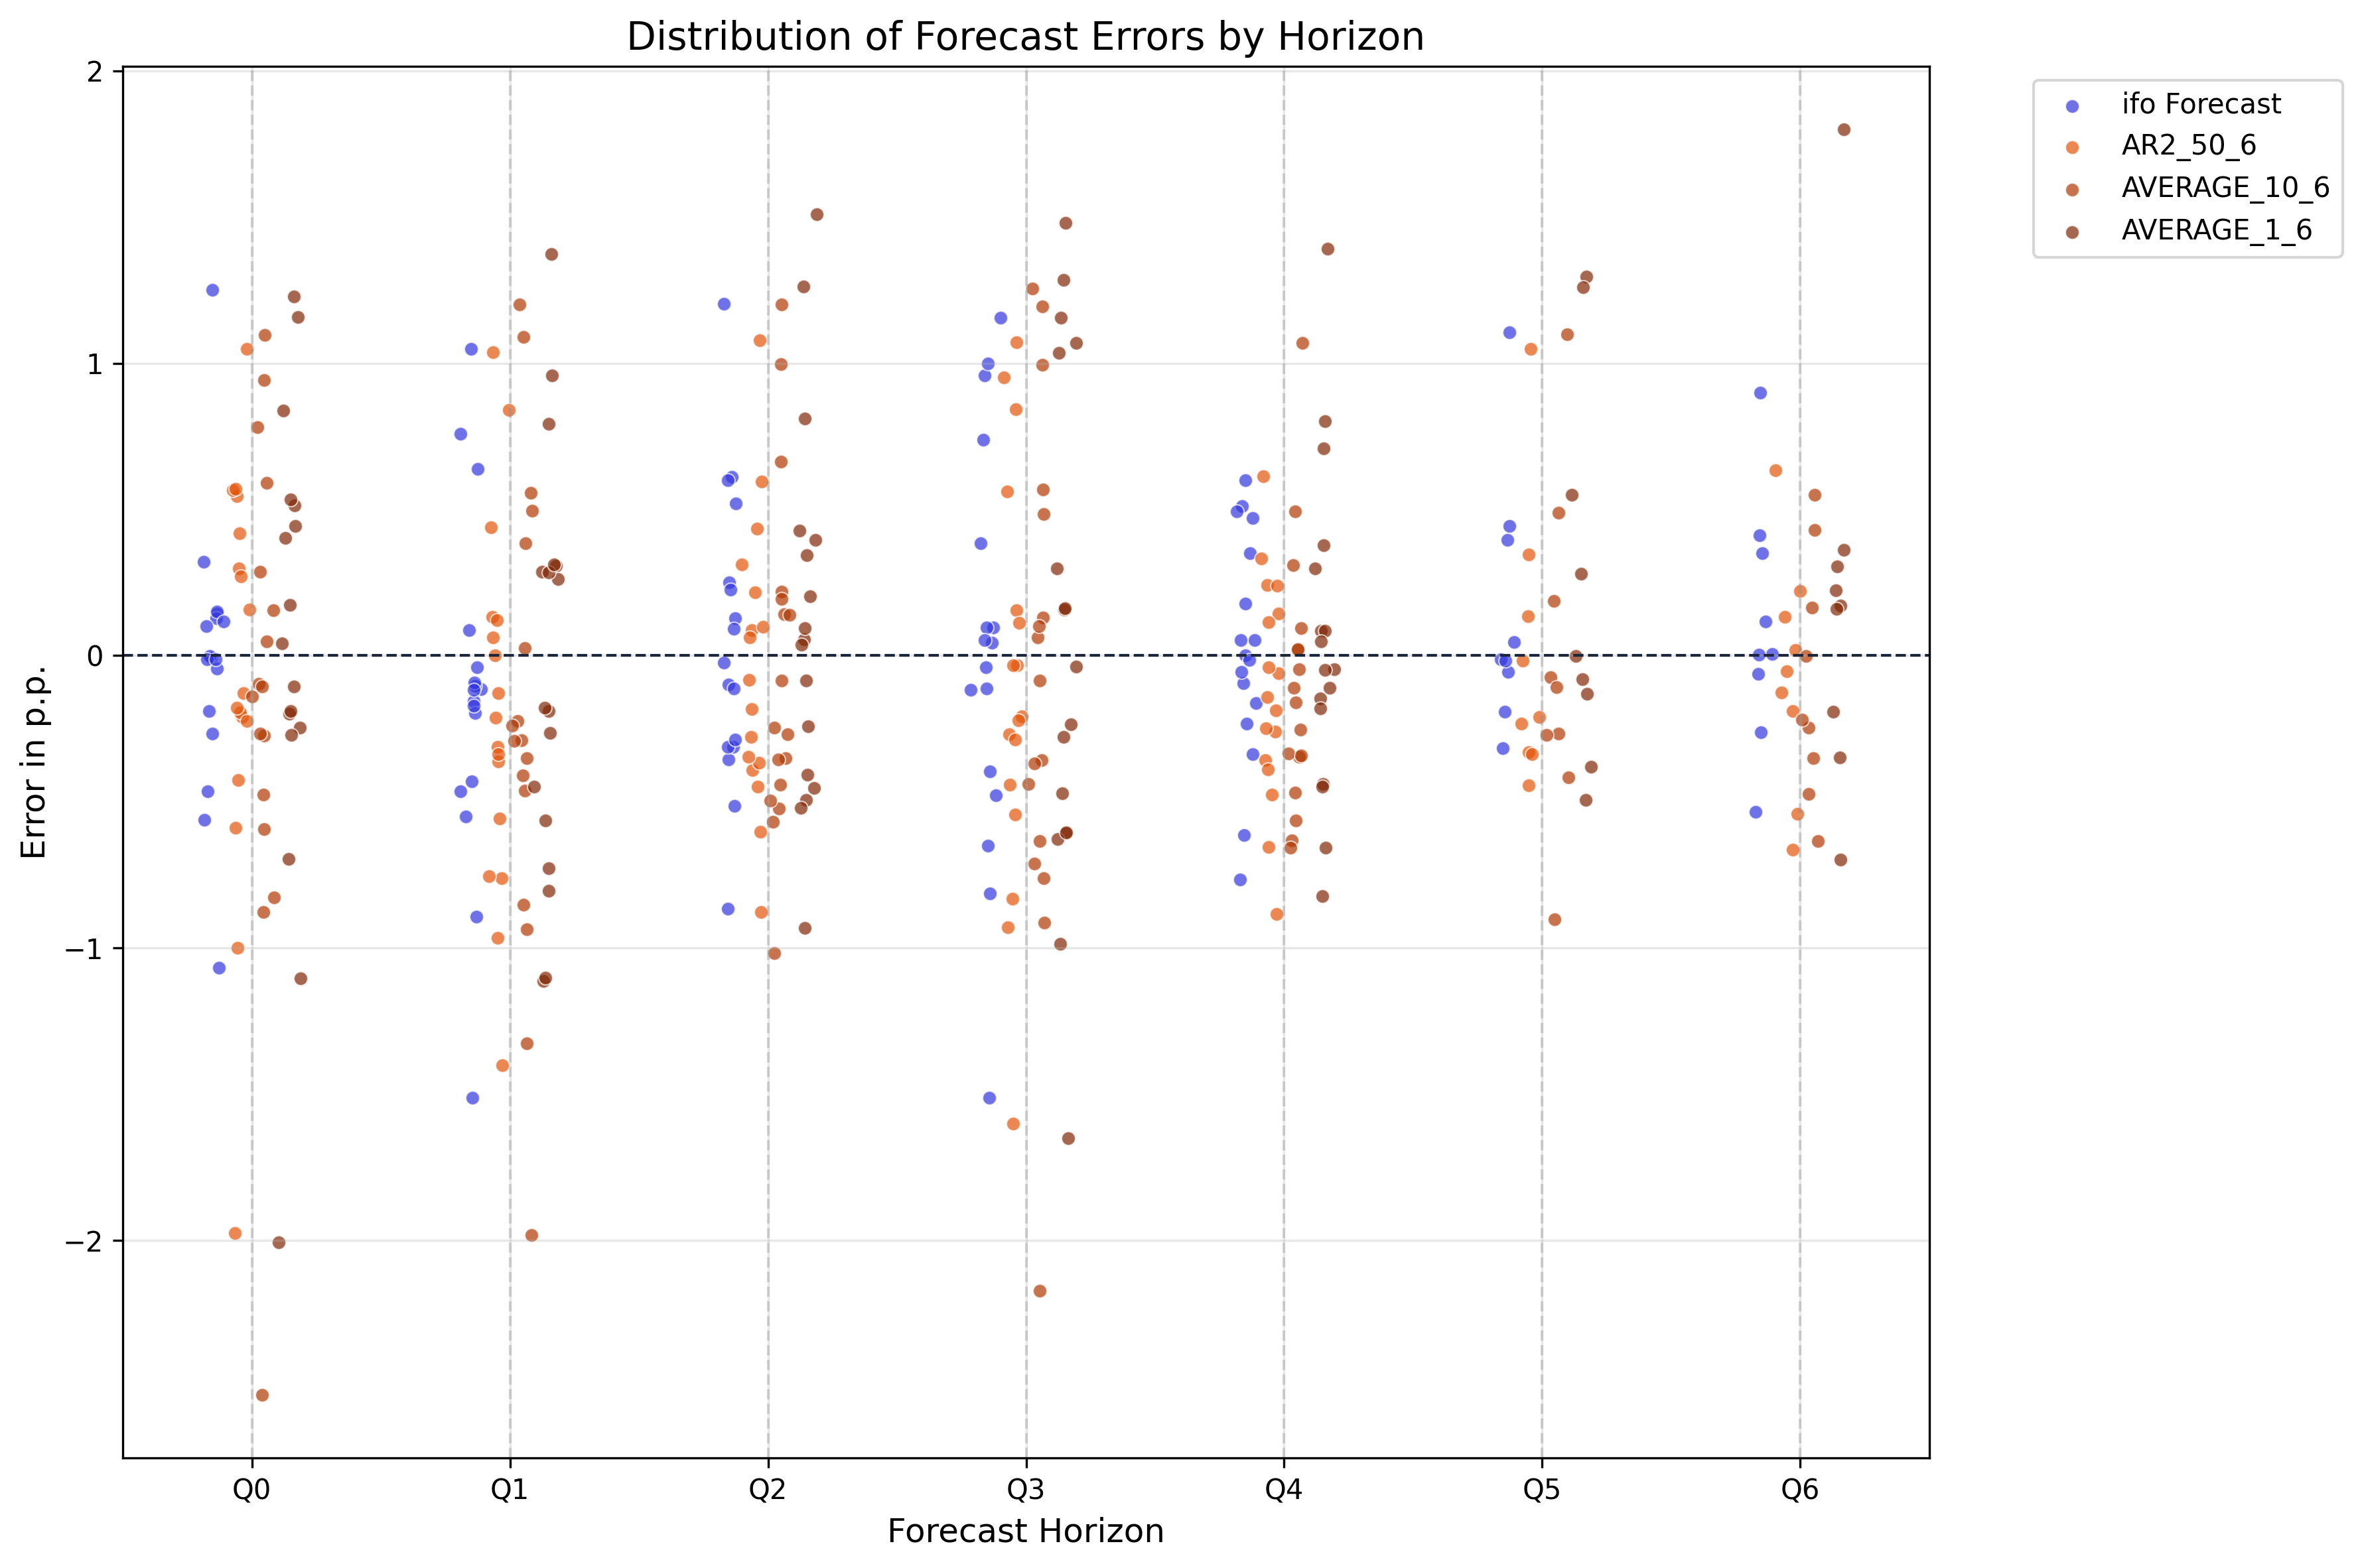 Distribution of Forecast Errors by Horizon
ifo Forecast
AR2_50_6
AVERAGE_10_6
AVERAGE_1_6
Error in p.p.
2
1
0
−1
−2
Q0 Q1 Q2 Q3 Q4 Q5 Q6
Forecast Horizon